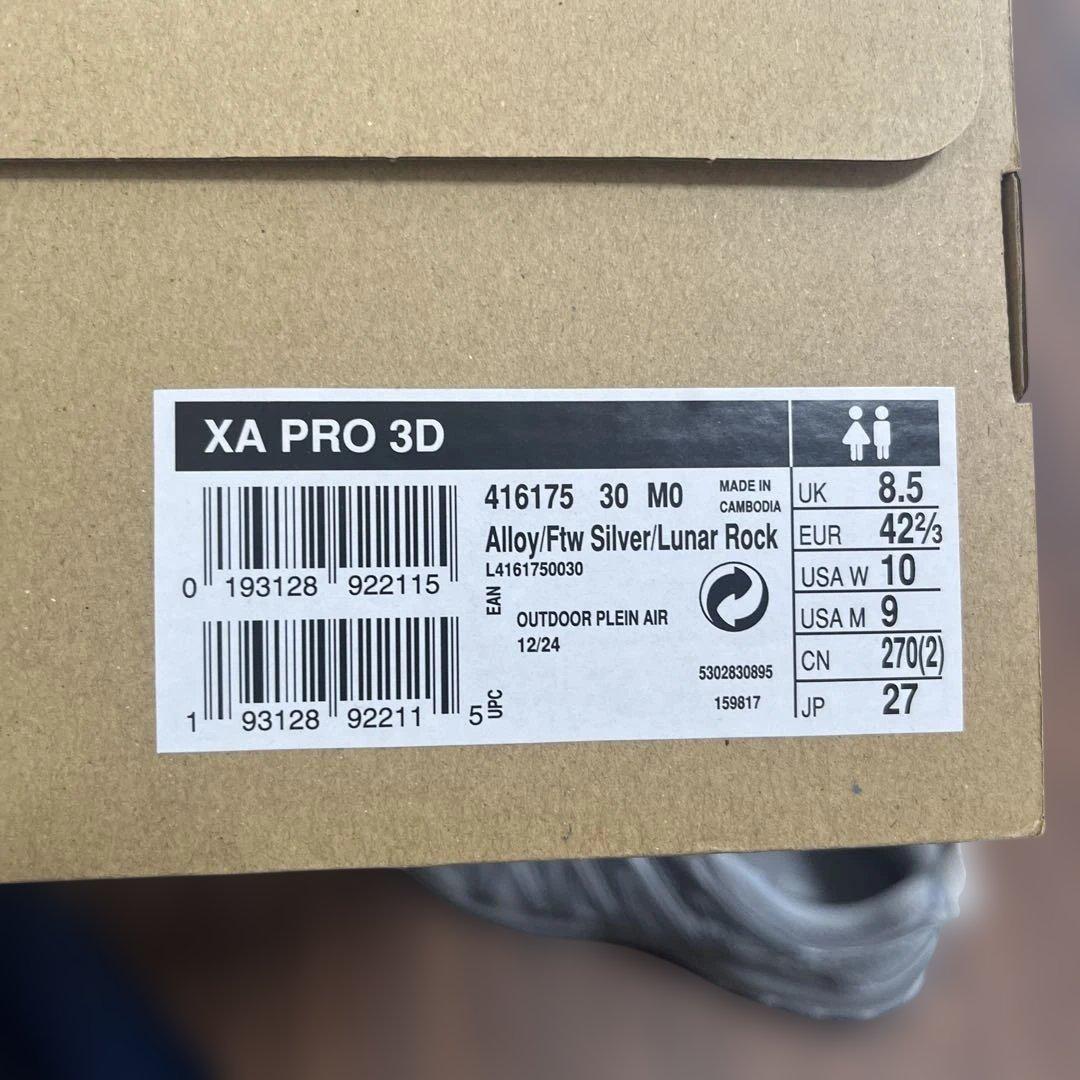 XA PRO 3D
0 193128 922115
EAN
1 93128 92211 5
UPC
416175 30 M0
MADE IN
CAMBODIA
Alloy/Ftw Silver/Lunar Rock
L4161750030
OUTDOOR PLEIN AIR
12/24
5302830895
159817
UK 8.5
EUR 42⅔
USA W 10
USA M 9
CN 270(2)
JP 27